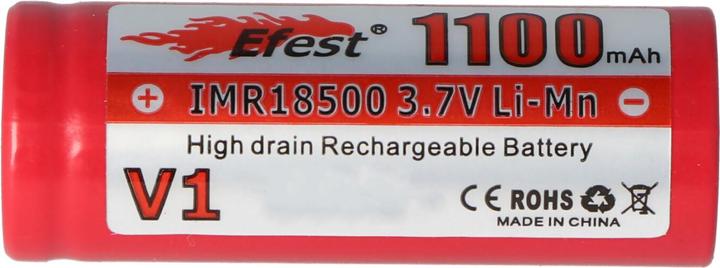 Efest® 1100mAh
+ IMR18500 3.7V Li-Mn -
High drain Rechargeable Battery
V1 CE ROHS
MADE IN CHINA